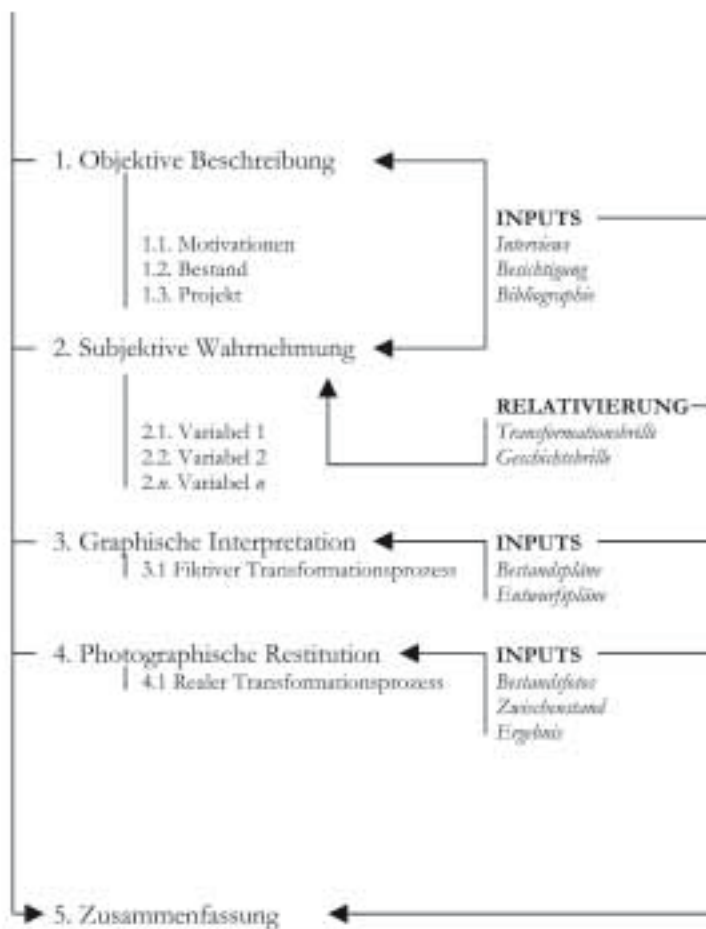 1. Objektive Beschreibung
1.1. Motivationen
1.2. Bestand
1.3. Projekt
INPUTS
Interviews
Besichtigung
Bibliographie
2. Subjektive Wahrnehmung
2.1. Variabel 1
2.2. Variabel 2
2.n. Variabel n
RELATIVIERUNG
Transformationsbrille
Geschichtsbrille
3. Graphische Interpretation
3.1 Fiktiver Transformationsprozess
INPUTS
Bestandspläne
Entwurfspläne
4. Photographische Restitution
4.1 Realer Transformationsprozess
INPUTS
Bestandsfotos
Zwischenstand
Ergebnis
5. Zusammenfassung